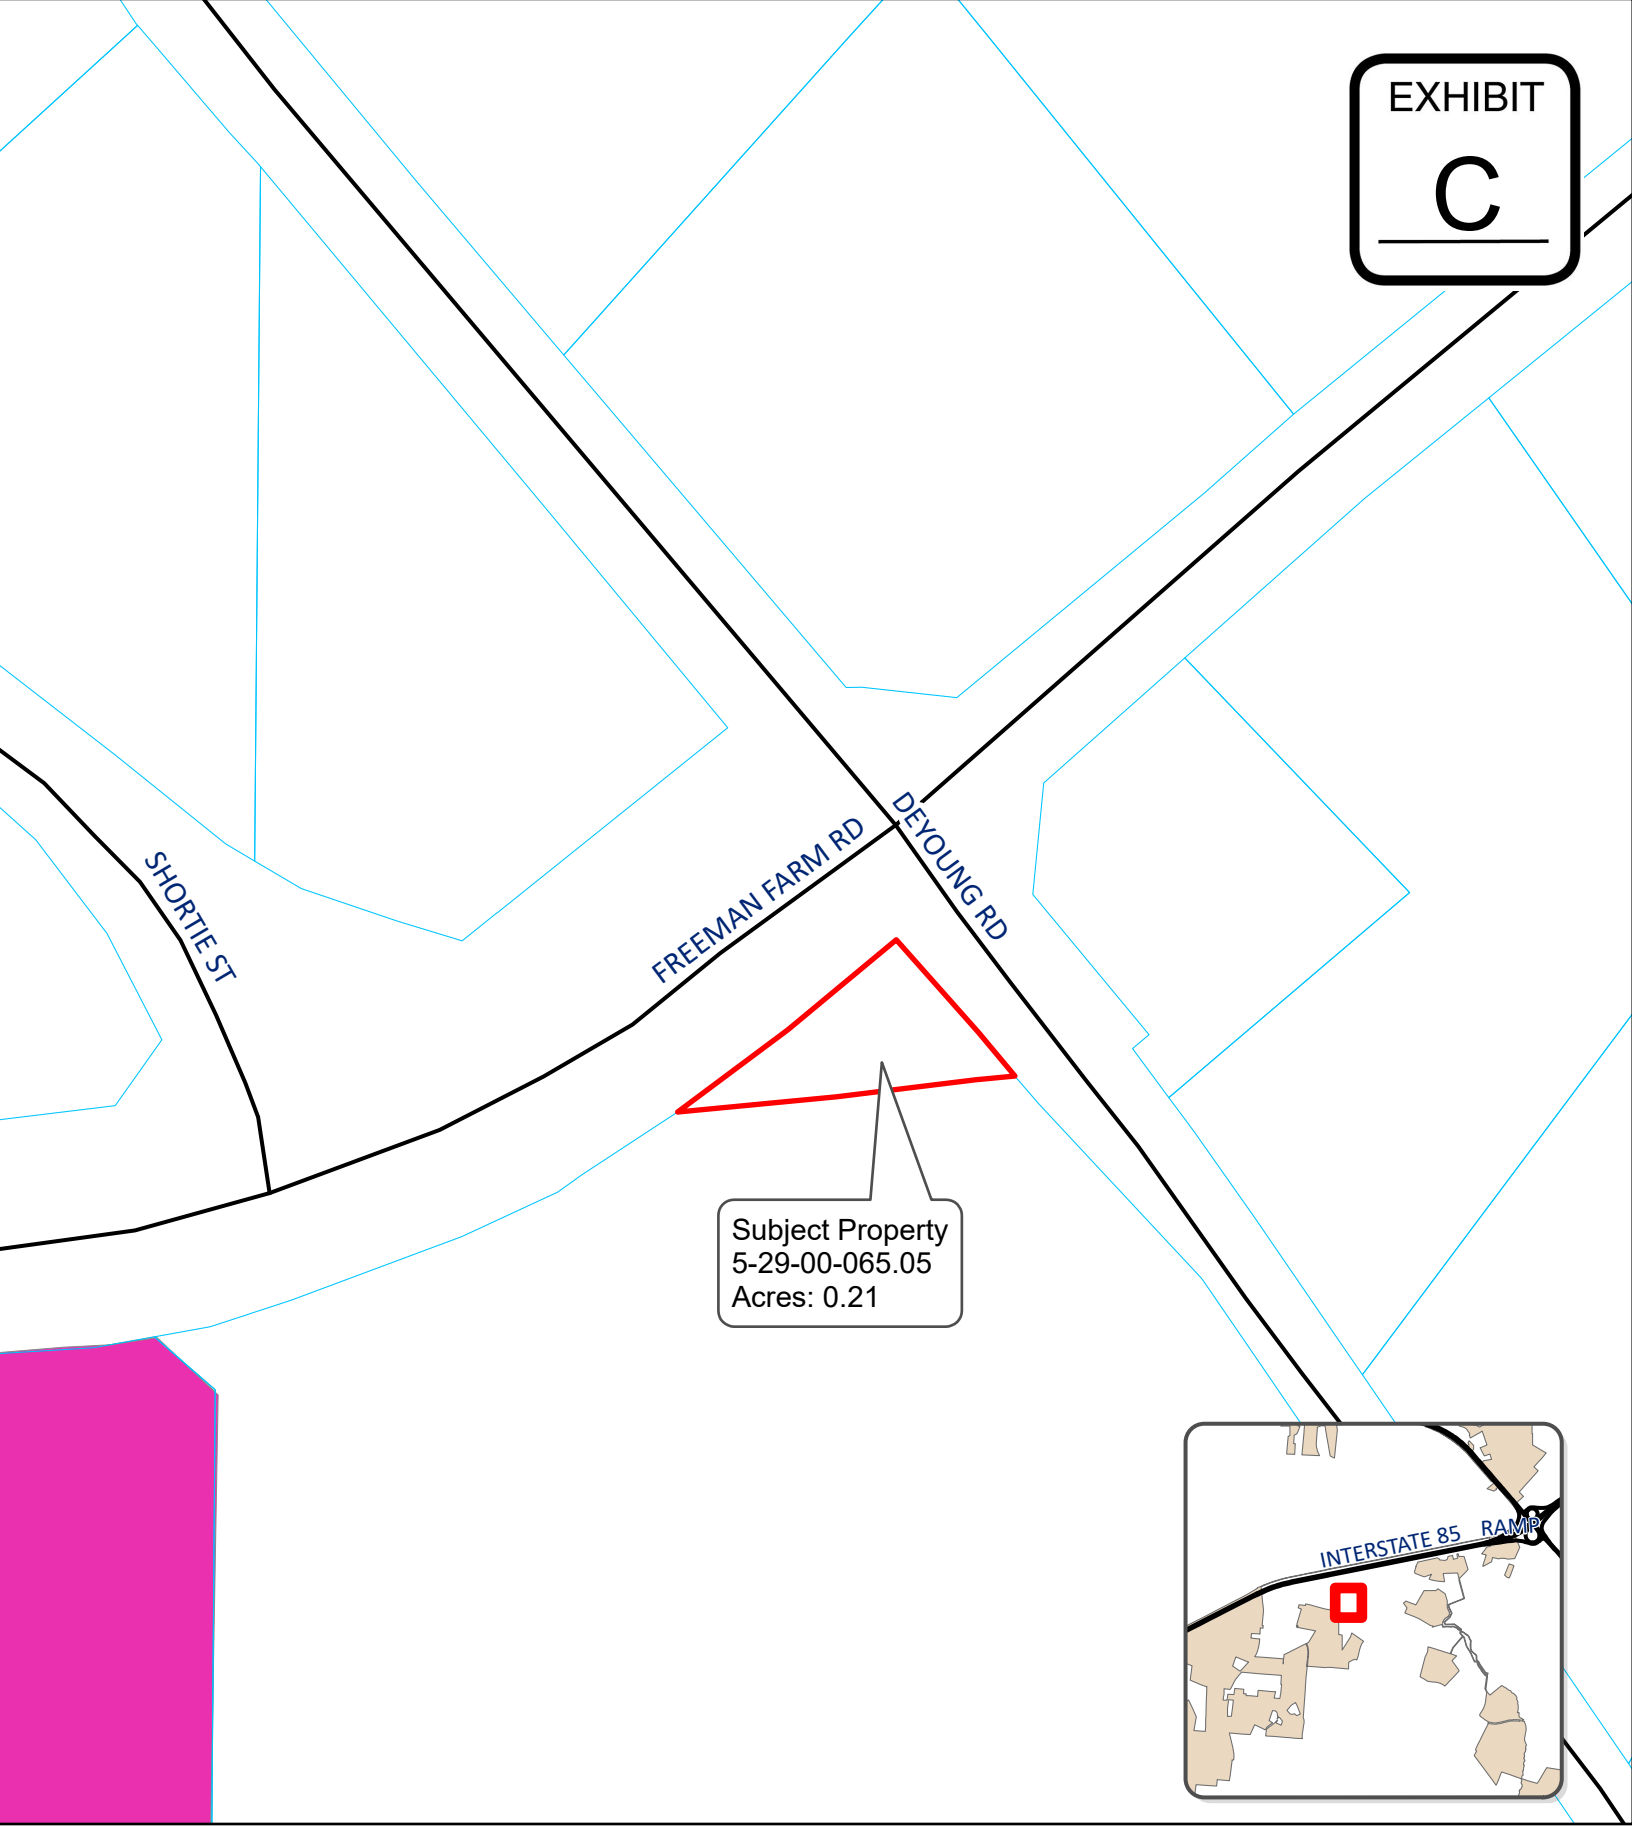 EXHIBIT
C
DEYOUNG RD
FREEMAN FARM RD
SHORTIE ST
Subject Property
5-29-00-065.05
Acres: 0.21
INTERSTATE 85
RAMP